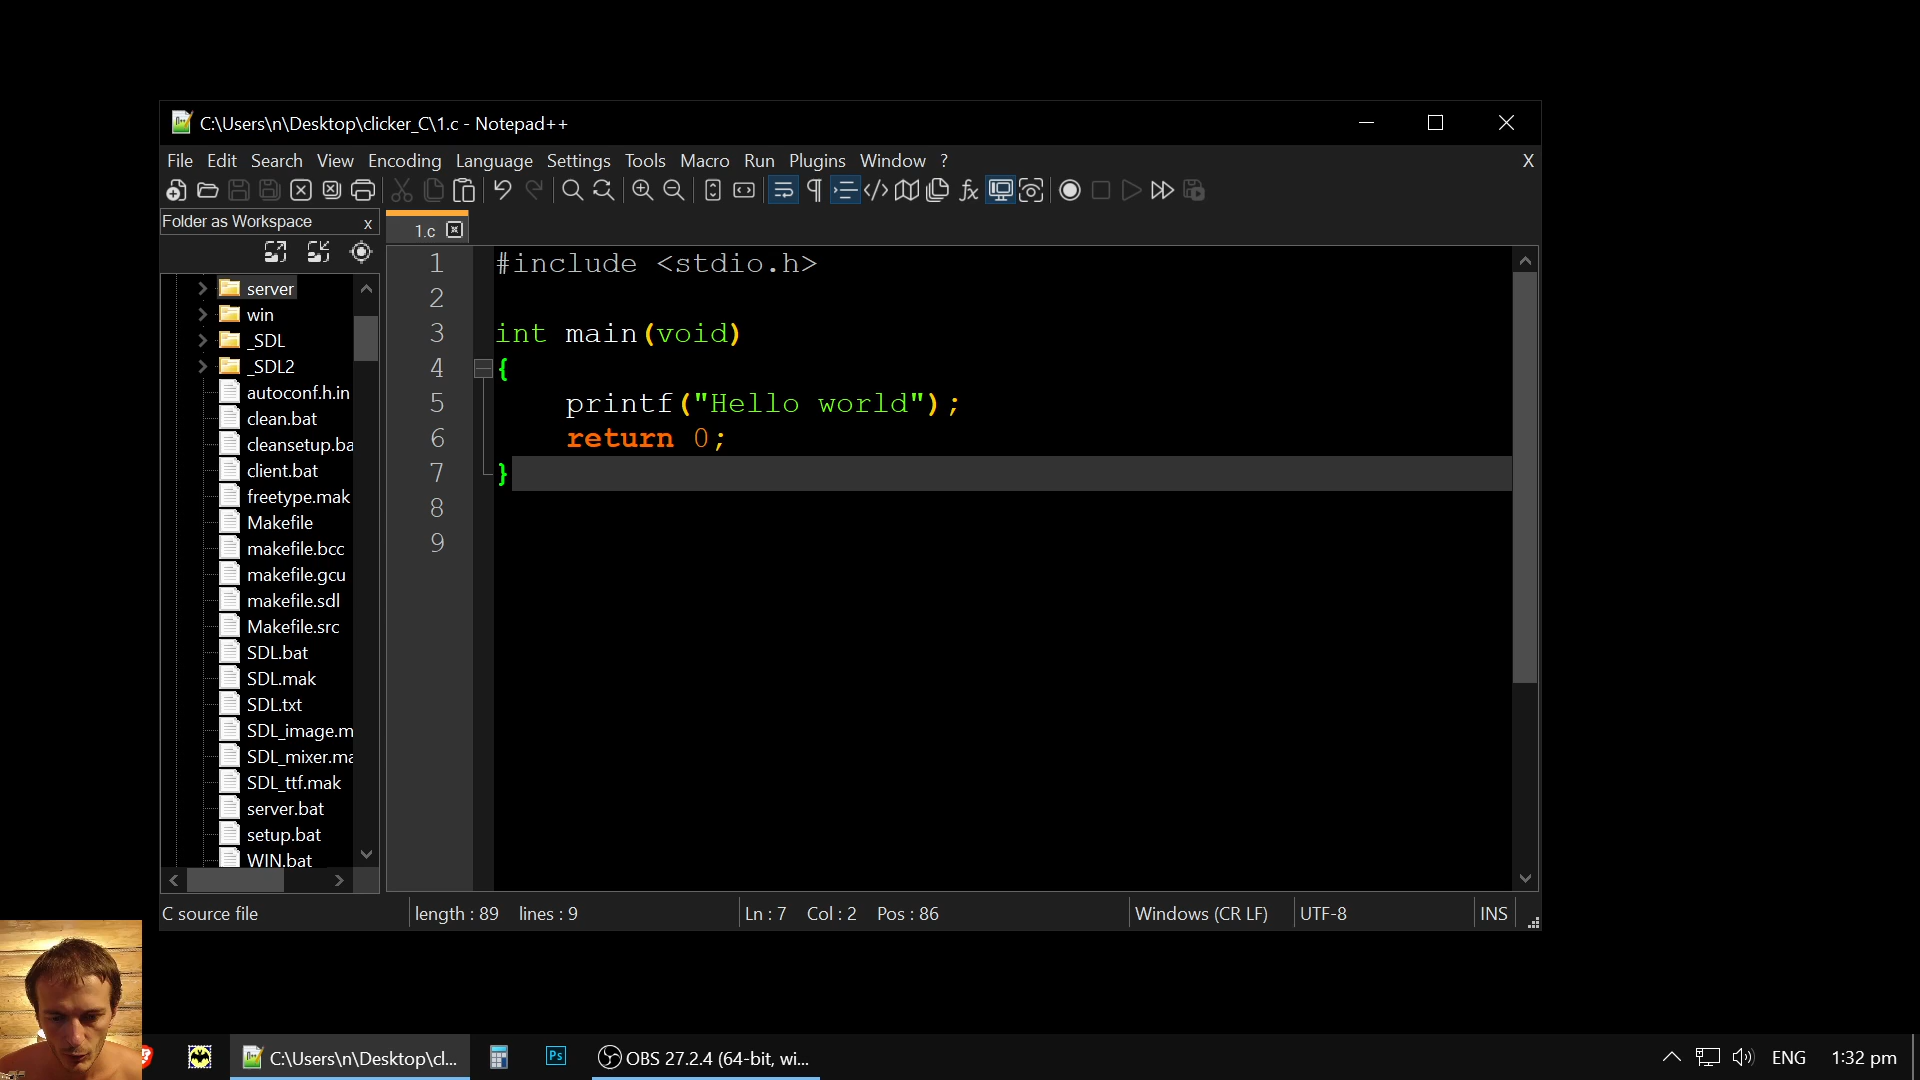 C:\Users\n\Desktop\clicker_C\1.c - Notepad++
File Edit Search View Encoding Language Settings Tools Macro Run Plugins Window ? X
Folder as Workspace x
1.c
server
win
_SDL
_SDL2
autoconf.h.in
clean.bat
cleansetup.ba
client.bat
freetype.mak
Makefile
makefile.bcc
makefile.gcu
makefile.sdl
Makefile.src
SDL.bat
SDL.mak
SDL.txt
SDL_image.m
SDL_mixer.ma
SDL_ttf.mak
server.bat
setup.bat
WIN.bat
1 #include <stdio.h>
2
3 int main(void)
4 {
5 printf("Hello world");
6 return 0;
7 }
8
9
C source file length : 89 lines : 9 Ln : 7 Col : 2 Pos : 86 Windows (CR LF) UTF-8 INS
C:\Users\n\Desktop\cl... Ps OBS 27.2.4 (64-bit, wi... ENG 1:32 pm